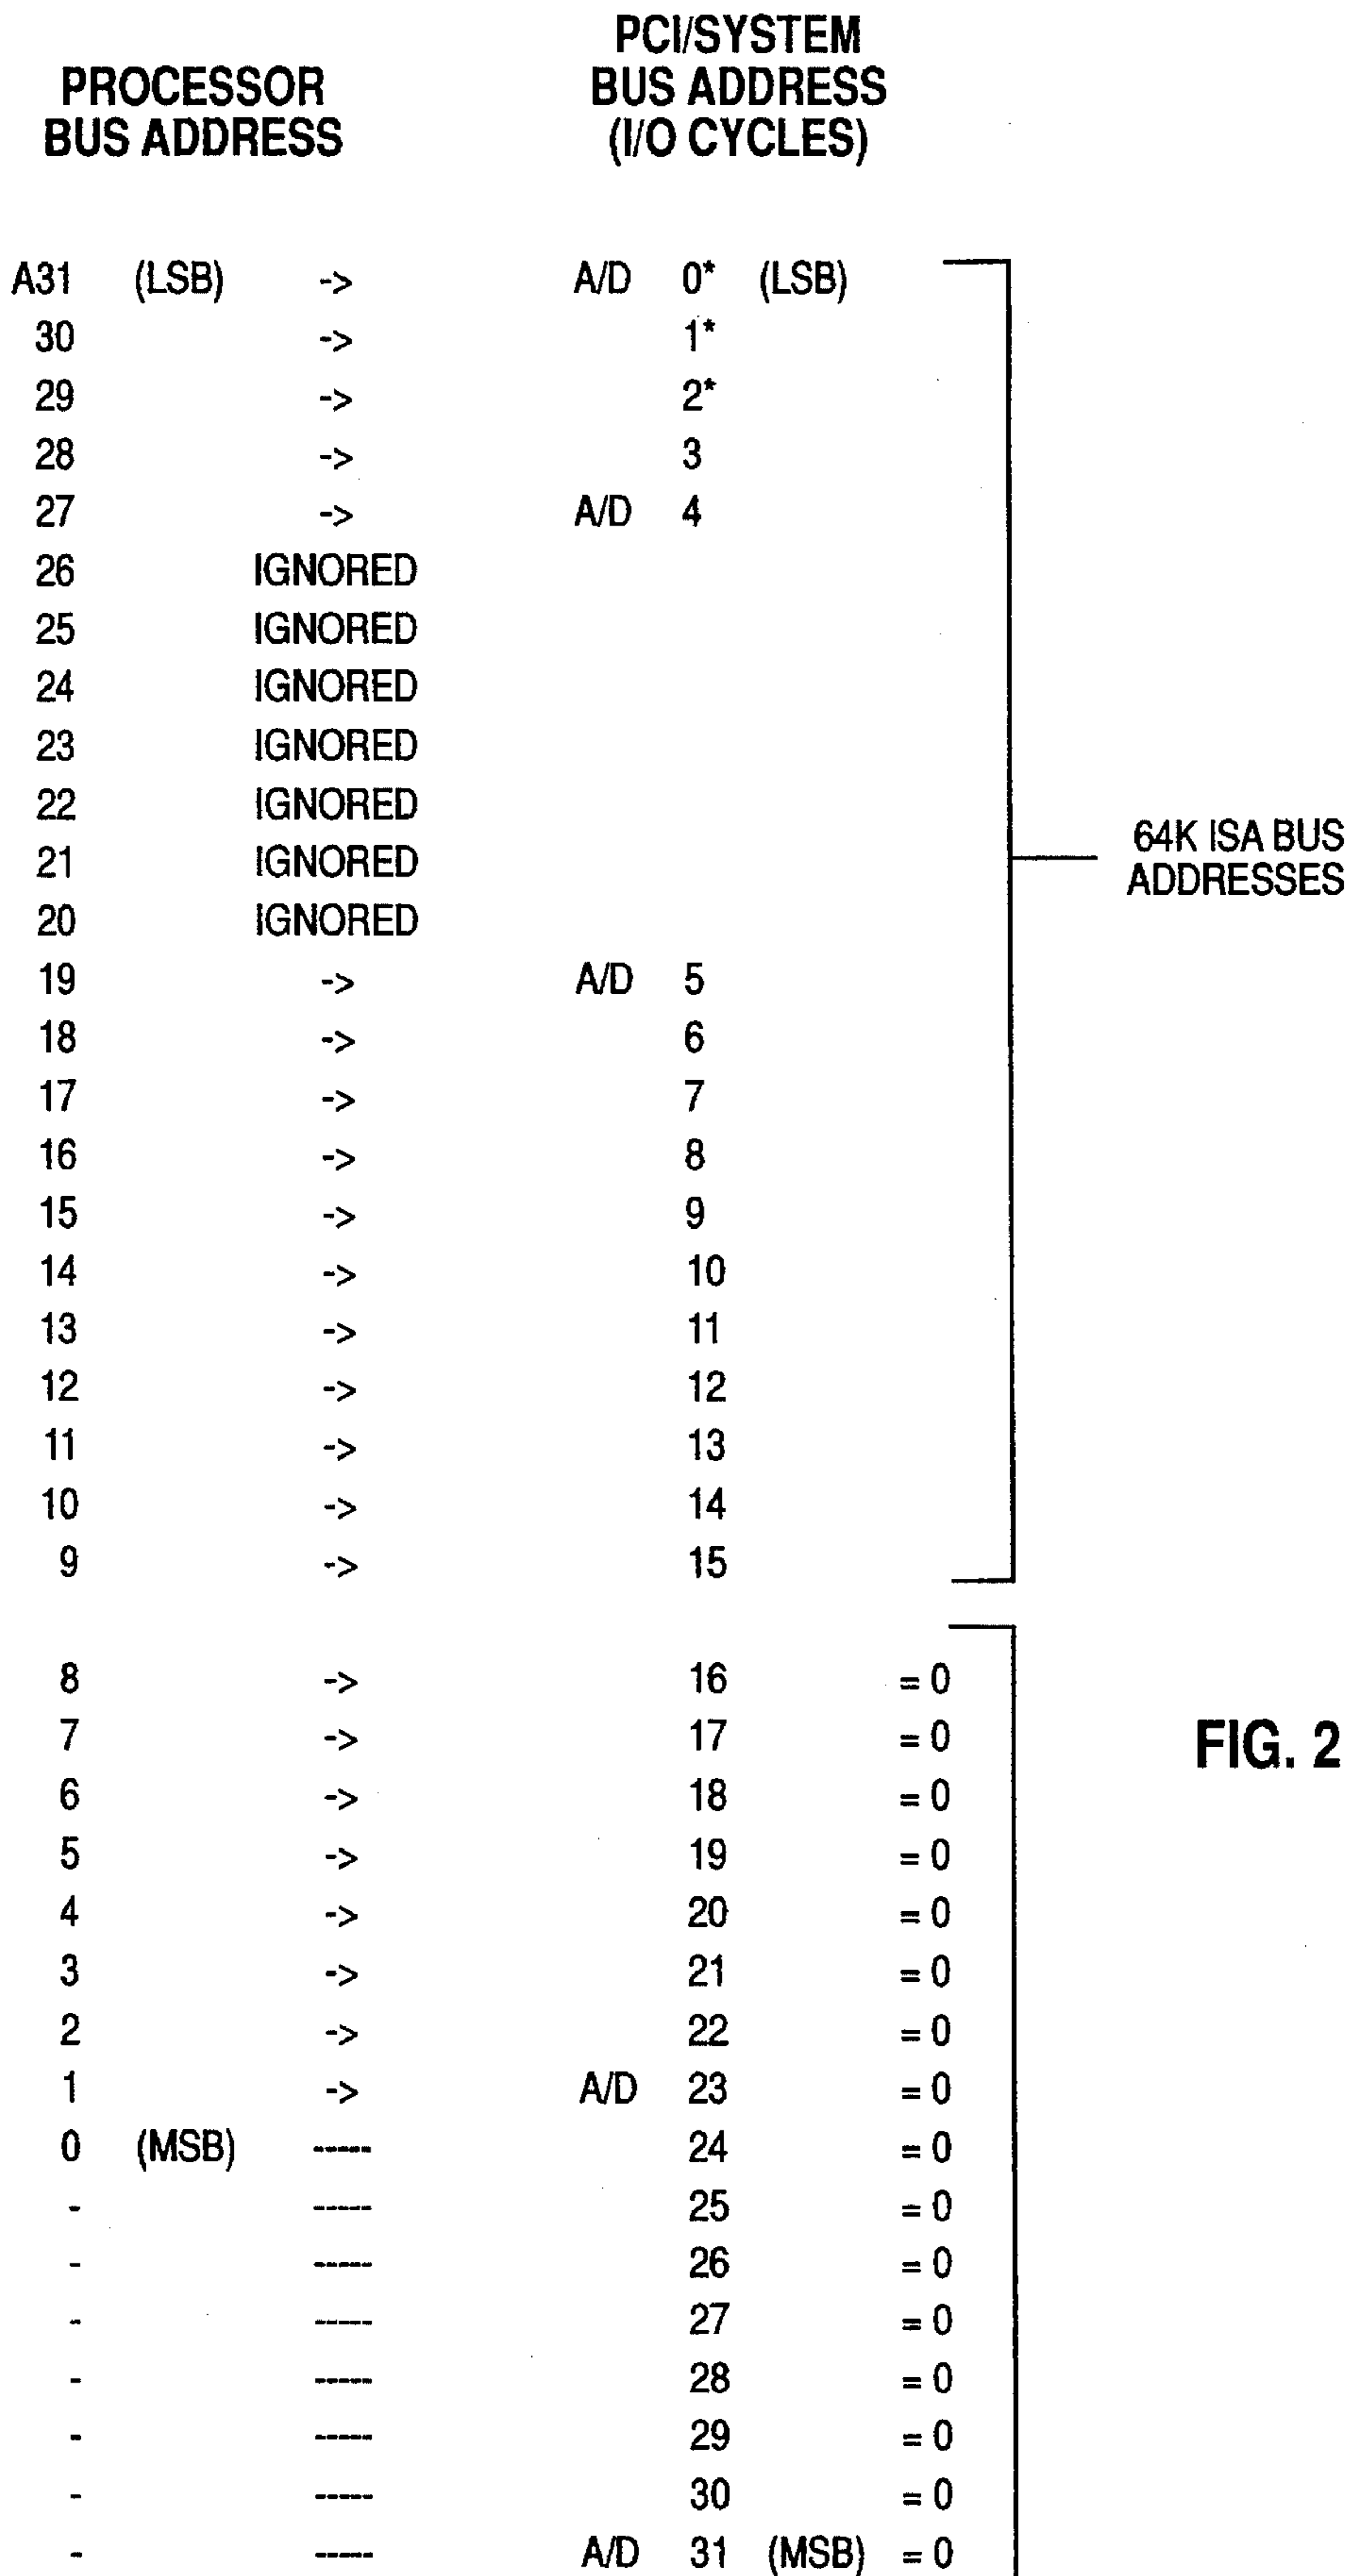 PROCESSOR
BUS ADDRESS
PCI/SYSTEM
BUS ADDRESS
(I/O CYCLES)
A31 (LSB) -> A/D 0* (LSB)
30 -> 1*
29 -> 2*
28 -> 3
27 -> A/D 4
26 IGNORED
25 IGNORED
24 IGNORED
23 IGNORED
22 IGNORED
21 IGNORED
20 IGNORED
64K ISA BUS
ADDRESSES
19 -> A/D 5
18 -> 6
17 -> 7
16 -> 8
15 -> 9
14 -> 10
13 -> 11
12 -> 12
11 -> 13
10 -> 14
9 -> 15
8 -> 16 = 0
7 -> 17 = 0
6 -> 18 = 0
5 -> 19 = 0
4 -> 20 = 0
3 -> 21 = 0
2 -> 22 = 0
1 -> A/D 23 = 0
0 (MSB) ----- 24 = 0
- ----- 25 = 0
- ----- 26 = 0
- ----- 27 = 0
- ----- 28 = 0
- ----- 29 = 0
- ----- 30 = 0
- ----- A/D 31 (MSB) = 0
FIG. 2